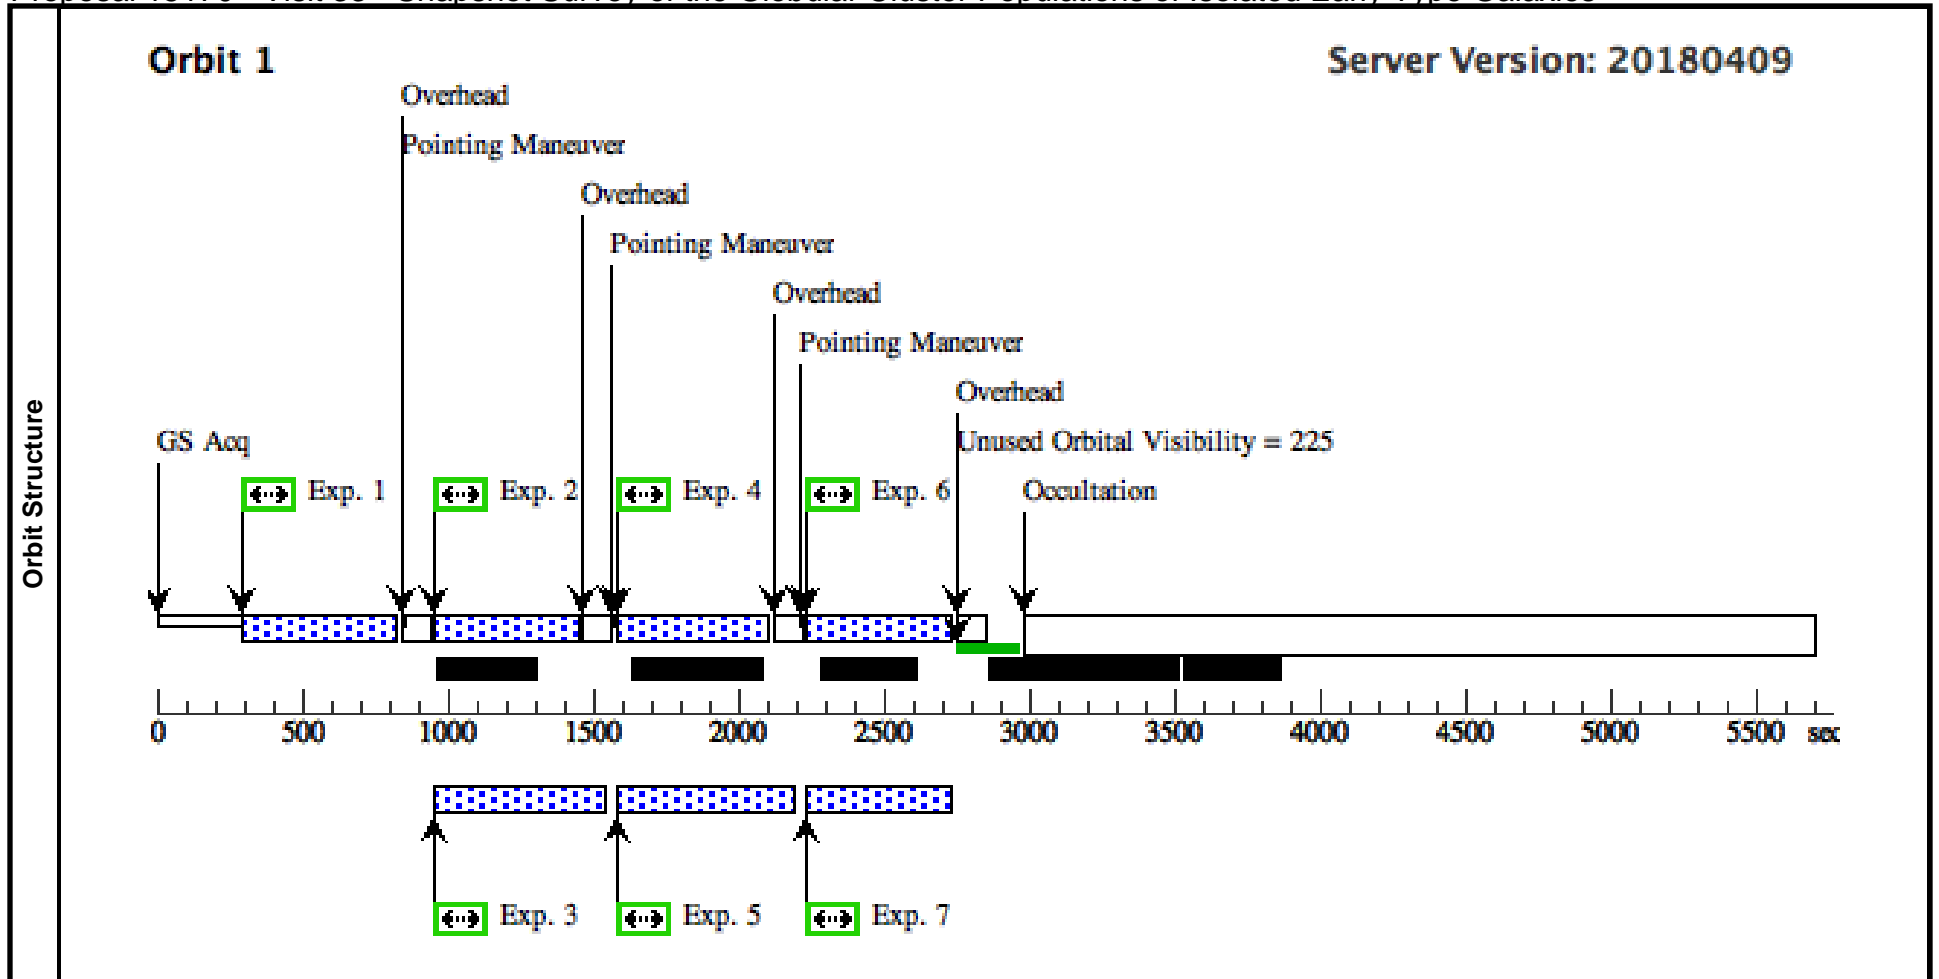 Orbit 1
Server Version: 20180409
Overhead
Pointing Maneuver
Overhead
Pointing Maneuver
Overhead
Pointing Maneuver
Overhead
GS Acq
Unused Orbital Visibility = 225
Exp. 1
Exp. 2
Exp. 4
Exp. 6
Occultation
Orbit Structure
0 500 1000 1500 2000 2500 3000 3500 4000 4500 5000 5500 sec
Exp. 3
Exp. 5
Exp. 7